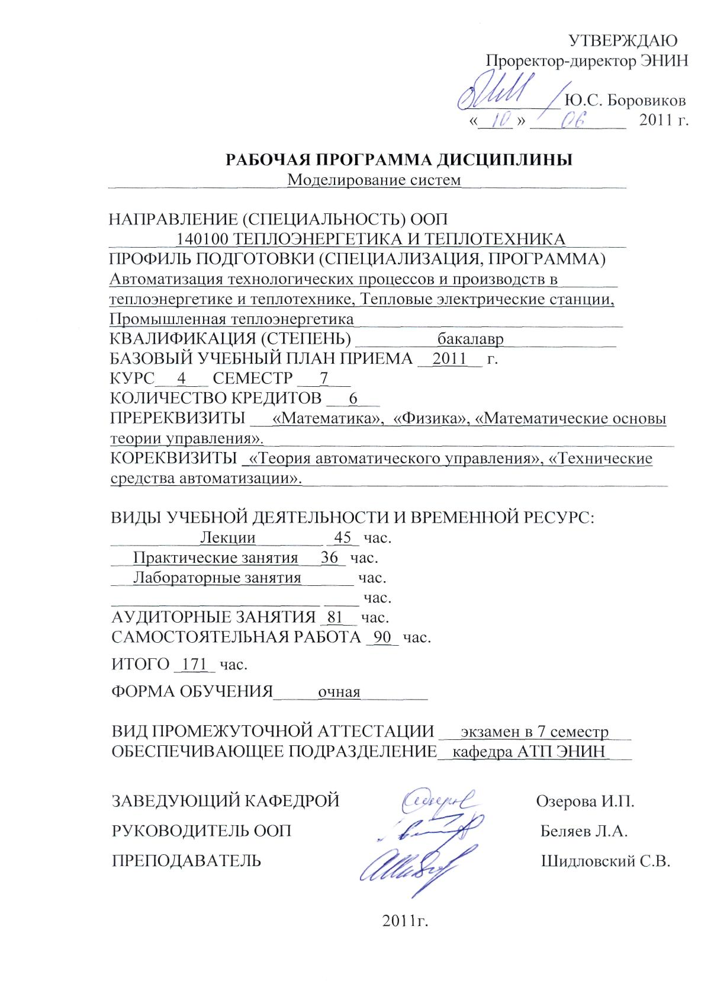 УТВЕРЖДАЮ
Проректор-директор ЭНИН
Ю.С. Боровиков
« 10 » 06 2011 г.
РАБОЧАЯ ПРОГРАММА ДИСЦИПЛИНЫ
Моделирование систем
НАПРАВЛЕНИЕ (СПЕЦИАЛЬНОСТЬ) ООП
140100 ТЕПЛОЭНЕРГЕТИКА И ТЕПЛОТЕХНИКА
ПРОФИЛЬ ПОДГОТОВКИ (СПЕЦИАЛИЗАЦИЯ, ПРОГРАММА)
Автоматизация технологических процессов и производств в
теплоэнергетике и теплотехнике, Тепловые электрические станции,
Промышленная теплоэнергетика
КВАЛИФИКАЦИЯ (СТЕПЕНЬ) бакалавр
БАЗОВЫЙ УЧЕБНЫЙ ПЛАН ПРИЕМА 2011 г.
КУРС 4 СЕМЕСТР 7
КОЛИЧЕСТВО КРЕДИТОВ 6
ПРЕРЕКВИЗИТЫ «Математика», «Физика», «Математические основы
теории управления».
КОРЕКВИЗИТЫ «Теория автоматического управления», «Технические
средства автоматизации».
ВИДЫ УЧЕБНОЙ ДЕЯТЕЛЬНОСТИ И ВРЕМЕННОЙ РЕСУРС:
Лекции 45 час.
Практические занятия 36 час.
Лабораторные занятия час.
час.
АУДИТОРНЫЕ ЗАНЯТИЯ 81 час.
САМОСТОЯТЕЛЬНАЯ РАБОТА 90 час.
ИТОГО 171 час.
ФОРМА ОБУЧЕНИЯ очная
ВИД ПРОМЕЖУТОЧНОЙ АТТЕСТАЦИИ экзамен в 7 семестр
ОБЕСПЕЧИВАЮЩЕЕ ПОДРАЗДЕЛЕНИЕ кафедра АТП ЭНИН
ЗАВЕДУЮЩИЙ КАФЕДРОЙ Озерова И.П.
РУКОВОДИТЕЛЬ ООП Беляев Л.А.
ПРЕПОДАВАТЕЛЬ Шидловский С.В.
2011г.